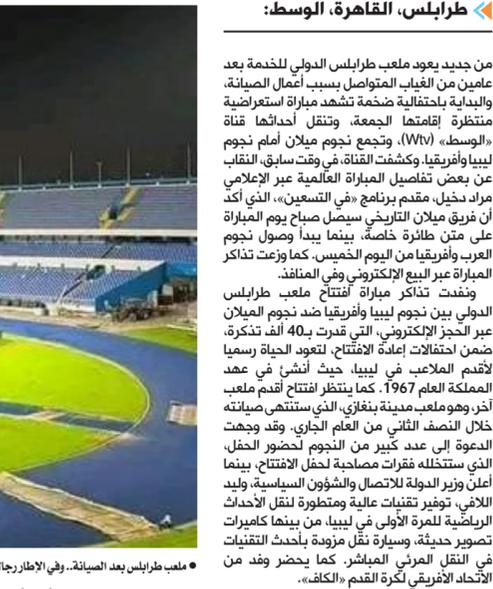 طرابلس، القاهرة، الوسط:
من جديد يعود ملعب طرابلس الدولي للخدمة بعد
عامين من الغياب المتواصل بسبب أعمال الصيانة،
والبداية باحتفالية ضخمة تشهد مباراة استعراضية
منتظرة إقامتها الجمعة، وتنقل أحداثها قناة
«الوسط» (Wtv)، وتجمع نجوم ميلان أمام نجوم
ليبيا وأفريقيا. وكشفت القناة، في وقت سابق، النقاب
عن بعض تفاصيل المباراة العالمية عبر الإعلامي
مراد دخيل، مقدم برنامج «في التسعين»، الذي أكد
أن فريق ميلان التاريخي سيصل صباح يوم المباراة
على متن طائرة خاصة، بينما يبدأ وصول نجوم
العرب وأفريقيا من اليوم الخميس. كما وزعت تذاكر
المباراة عبر البيع الإلكتروني وفي المنافذ.
ونفدت تذاكر مباراة افتتاح ملعب طرابلس
الدولي بين نجوم ليبيا وأفريقيا ضد نجوم الميلان
عبر الحجز الإلكتروني، التي قدرت بـ40 ألف تذكرة،
ضمن احتفالات إعادة الافتتاح، لتعود الحياة رسميا
لأقدم الملاعب في ليبيا، حيث أنشئ في عهد
المملكة العام 1967. كما ينتظر افتتاح أقدم ملعب
آخر، وهو ملعب مدينة بنغازي، الذي ستنتهى صيانته
خلال النصف الثاني من العام الجاري. وقد وجهت
الدعوة إلى عدد كبير من النجوم لحضور الحفل،
الذي ستتخلله فقرات مصاحبة لحفل الافتتاح، بينما
أعلن وزير الدولة للاتصال والشؤون السياسية، وليد
اللافي، توفير تقنيات عالية ومتطورة لنقل الأحداث
الرياضية للمرة الأولى في ليبيا، من بينها كاميرات
تصوير حديثة، وسيارة نقل مزودة بأحدث التقنيات
في النقل المرئي المباشر. كما يحضر وفد من
الاتحاد الأفريقي لكرة القدم «الكاف».
● ملعب طرابلس بعد الصيانة.. وفي الإطار